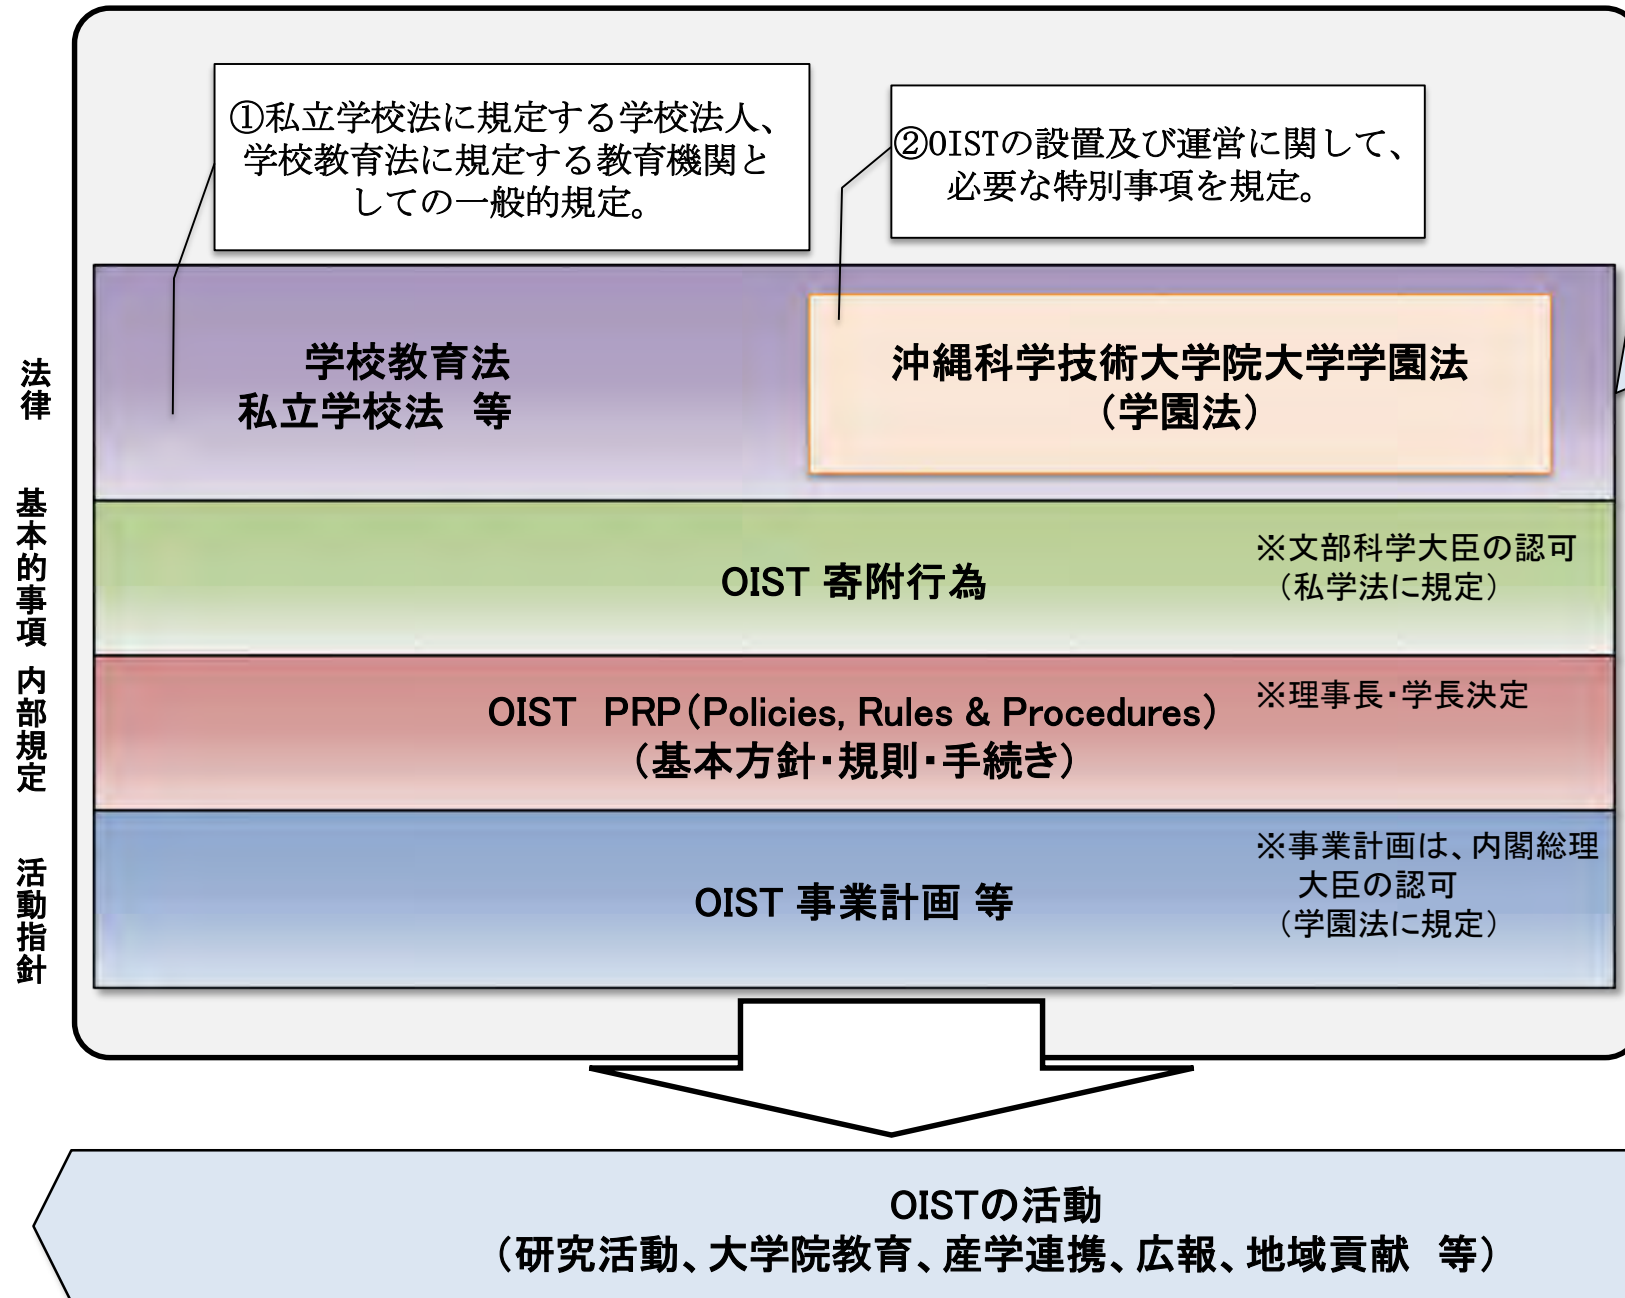 ①私立学校法に規定する学校法人、
学校教育法に規定する教育機関と
しての一般的規定。
②OISTの設置及び運営に関して、
必要な特別事項を規定。
法律
学校教育法
私立学校法　等
沖縄科学技術大学院大学学園法
（学園法）
基本的事項
OIST 寄附行為
※文部科学大臣の認可
（私学法に規定）
内部規定
OIST　PRP（Policies, Rules & Procedures）
（基本方針・規則・手続き）
※理事長・学長決定
活動指針
OIST 事業計画 等
※事業計画は、内閣総理
大臣の認可
（学園法に規定）
OISTの活動
（研究活動、大学院教育、産学連携、広報、地域貢献　等）